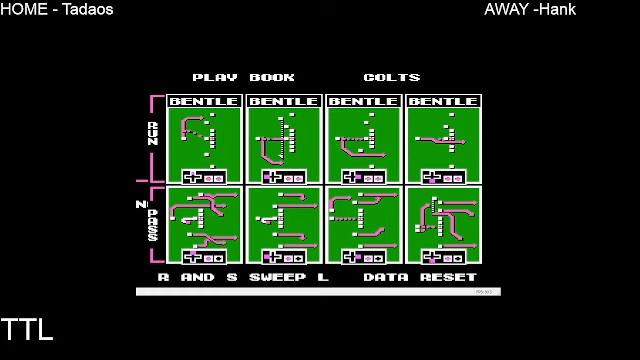 HOME - Tadaos
AWAY -Hank
PLAY BOOK COLTS
BENTLE BENTLE BENTLE BENTLE
RUN
N
PASS
R AND S SWEEP L DATA RESET
TTL